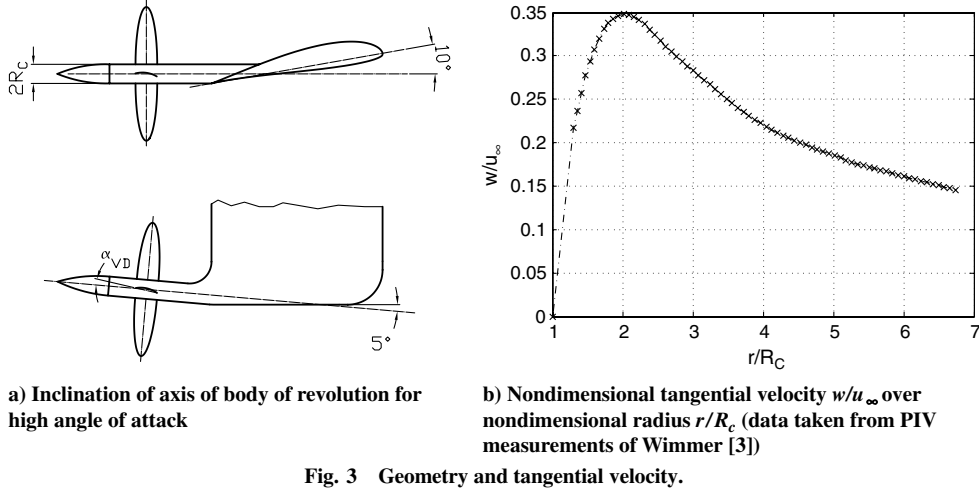 2R_C
10°
α_VD
5°
0.35
0.3
0.25
0.2
0.15
0.1
0.05
0
w/u_∞
1 2 3 4 5 6 7
r/R_C
a) Inclination of axis of body of revolution for
high angle of attack
b) Nondimensional tangential velocity w/u_∞ over
nondimensional radius r/R_c (data taken from PIV
measurements of Wimmer [3])
Fig. 3 Geometry and tangential velocity.